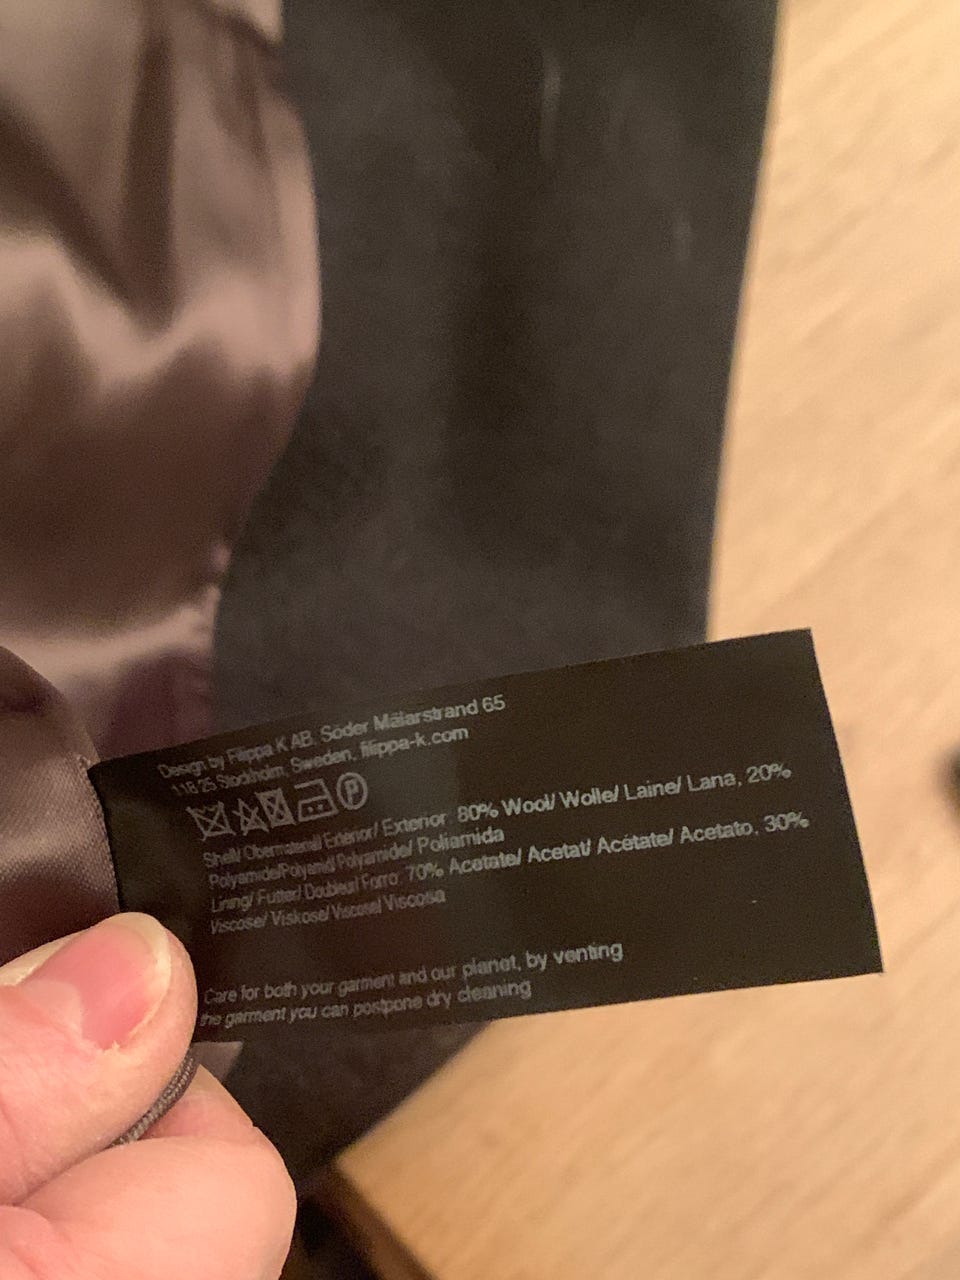 Design by Filippa K AB. Söder Mälarstrand 65
118 25 Stockholm, Sweden, filippa-k.com
P
Shell/ Obermaterial/ Exterior/ Exterior: 80% Wool/ Wolle/ Laine/ Lana, 20%
Polyamide/Polyamid/ Polyamide/ Poliamida
Lining/ Futter/ Doublure/ Forro: 70% Acetate/ Acetat/ Acétate/ Acetato, 30%
Viscose/ Viskose/ Viscose/ Viscosa
Care for both your garment and our planet, by venting
the garment you can postpone dry cleaning